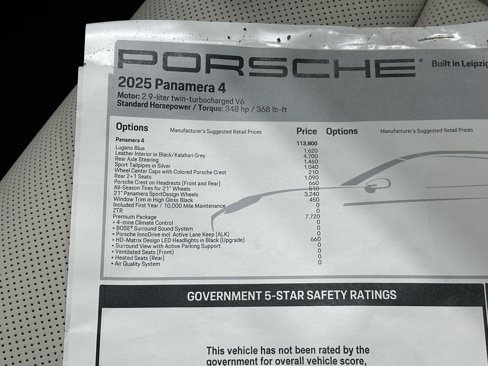 PORSCHE
Built in Leipzig
2025 Panamera 4
Motor: 2.9-liter twin-turbocharged V6
Standard Horsepower / Torque: 348 hp / 368 lb-ft
Options Manufacturer's Suggested Retail Prices Price Options Manufacturer's Suggested Retail Prices
Panamera 4 113,800
Lugano Blue 1,620
Leather Interior in Black/Kalahari Grey 4,700
Rear Axle Steering 1,460
Sport Tailpipes in Silver 1,040
Wheel Center Caps with Colored Porsche Crest 210
Rear 2+1 Seats 1,090
Porsche Crest on Headrests (Front and Rear) 660
All-Season Tires for 21" Wheels 510
21" Panamera SportDesign Wheels 3,240
Window Trim in High Gloss Black 450
Included First Year / 10,000 Mile Maintenance 0
ZTR 0
Premium Package 7,720
• 4-zone Climate Control 0
• BOSE® Surround Sound System 0
• Porsche InnoDrive incl. Active Lane Keep (ALK) 0
• HD-Matrix Design LED Headlights in Black (Upgrade) 660
• Surround View with Active Parking Support 0
• Ventilated Seats (Front) 0
• Heated Seats (Rear) 0
• Air Quality System 0
GOVERNMENT 5-STAR SAFETY RATINGS
This vehicle has not been rated by the
government for overall vehicle score,